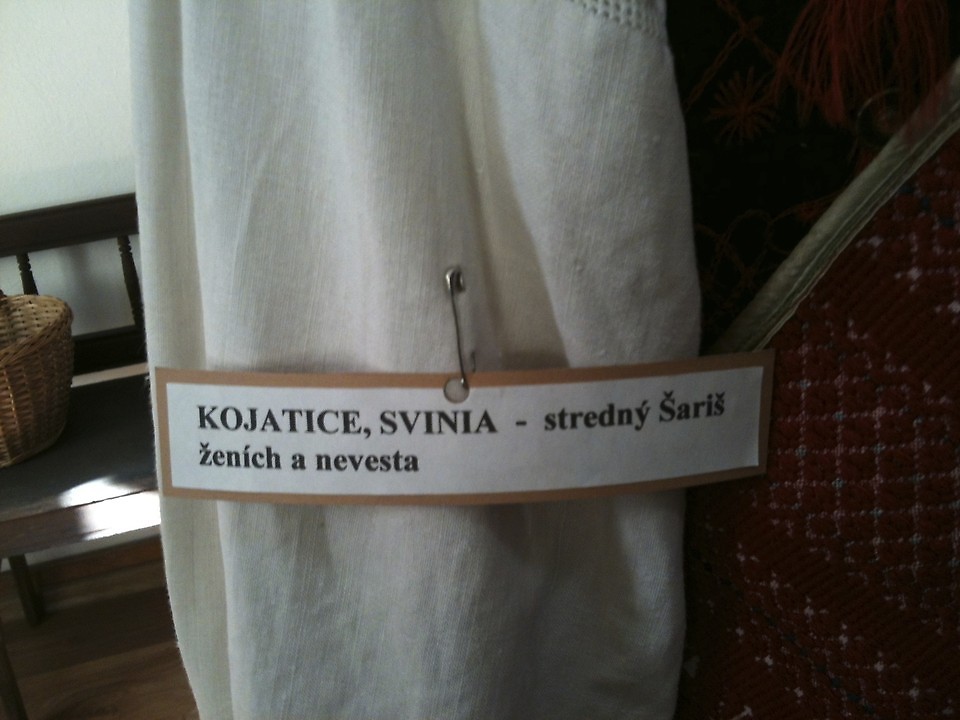 KOJATICE, SVINIA - stredný Šariš
ženích a nevesta